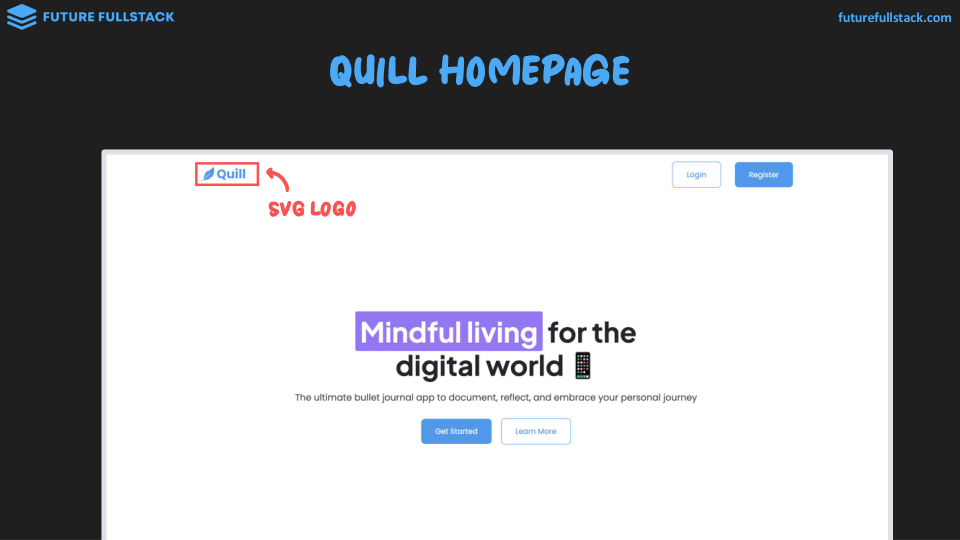 FUTURE FULLSTACK
futurefullstack.com
QUILL HOMEPAGE
Quill
Login
Register
SVG LOGO
Mindful living for the
digital world
The ultimate bullet journal app to document, reflect, and embrace your personal journey
Get Started
Learn More